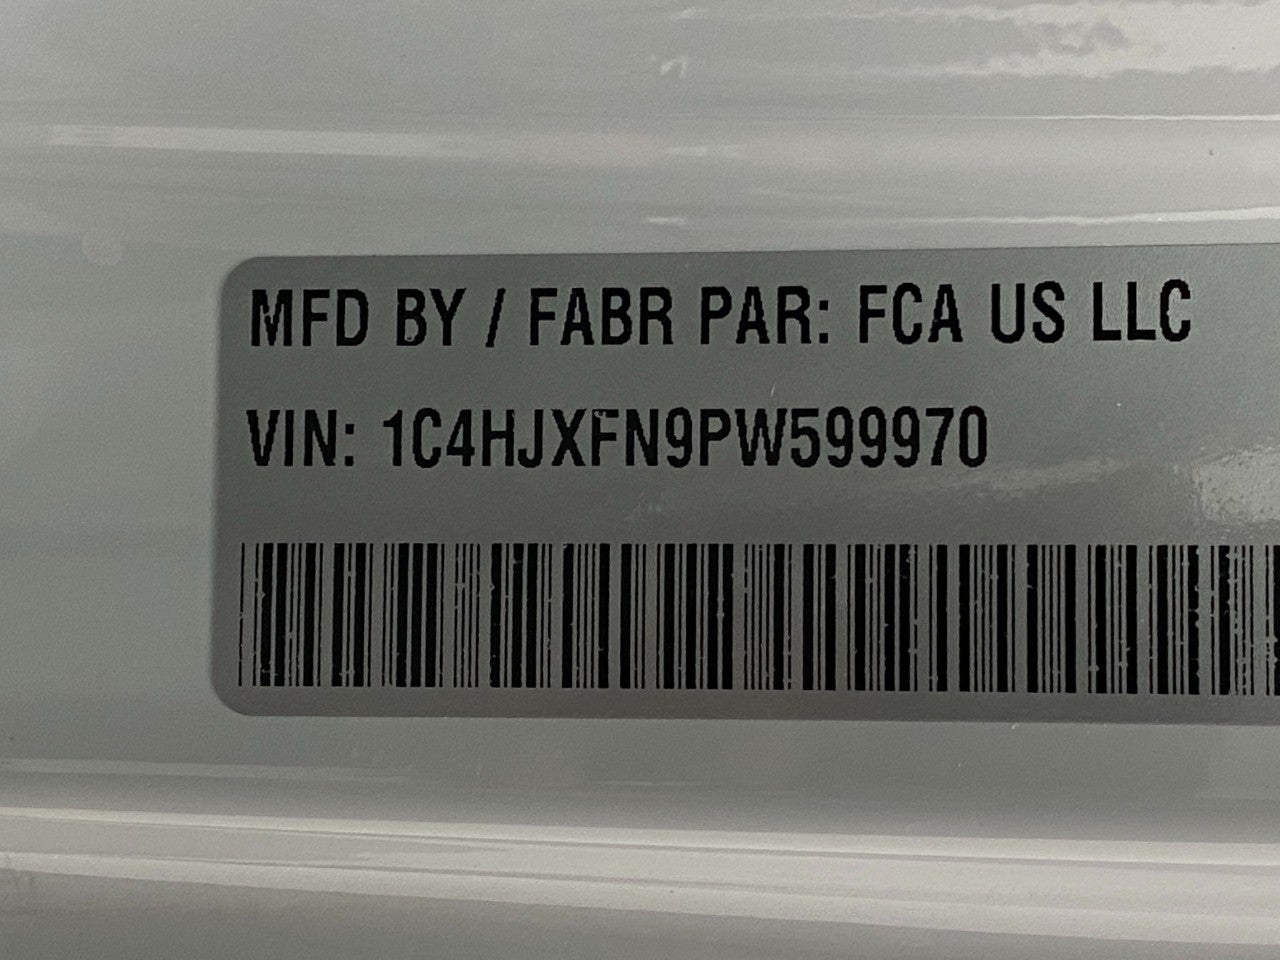 MFD BY / FABR PAR: FCA US LLC
VIN: 1C4HJXFN9PW599970